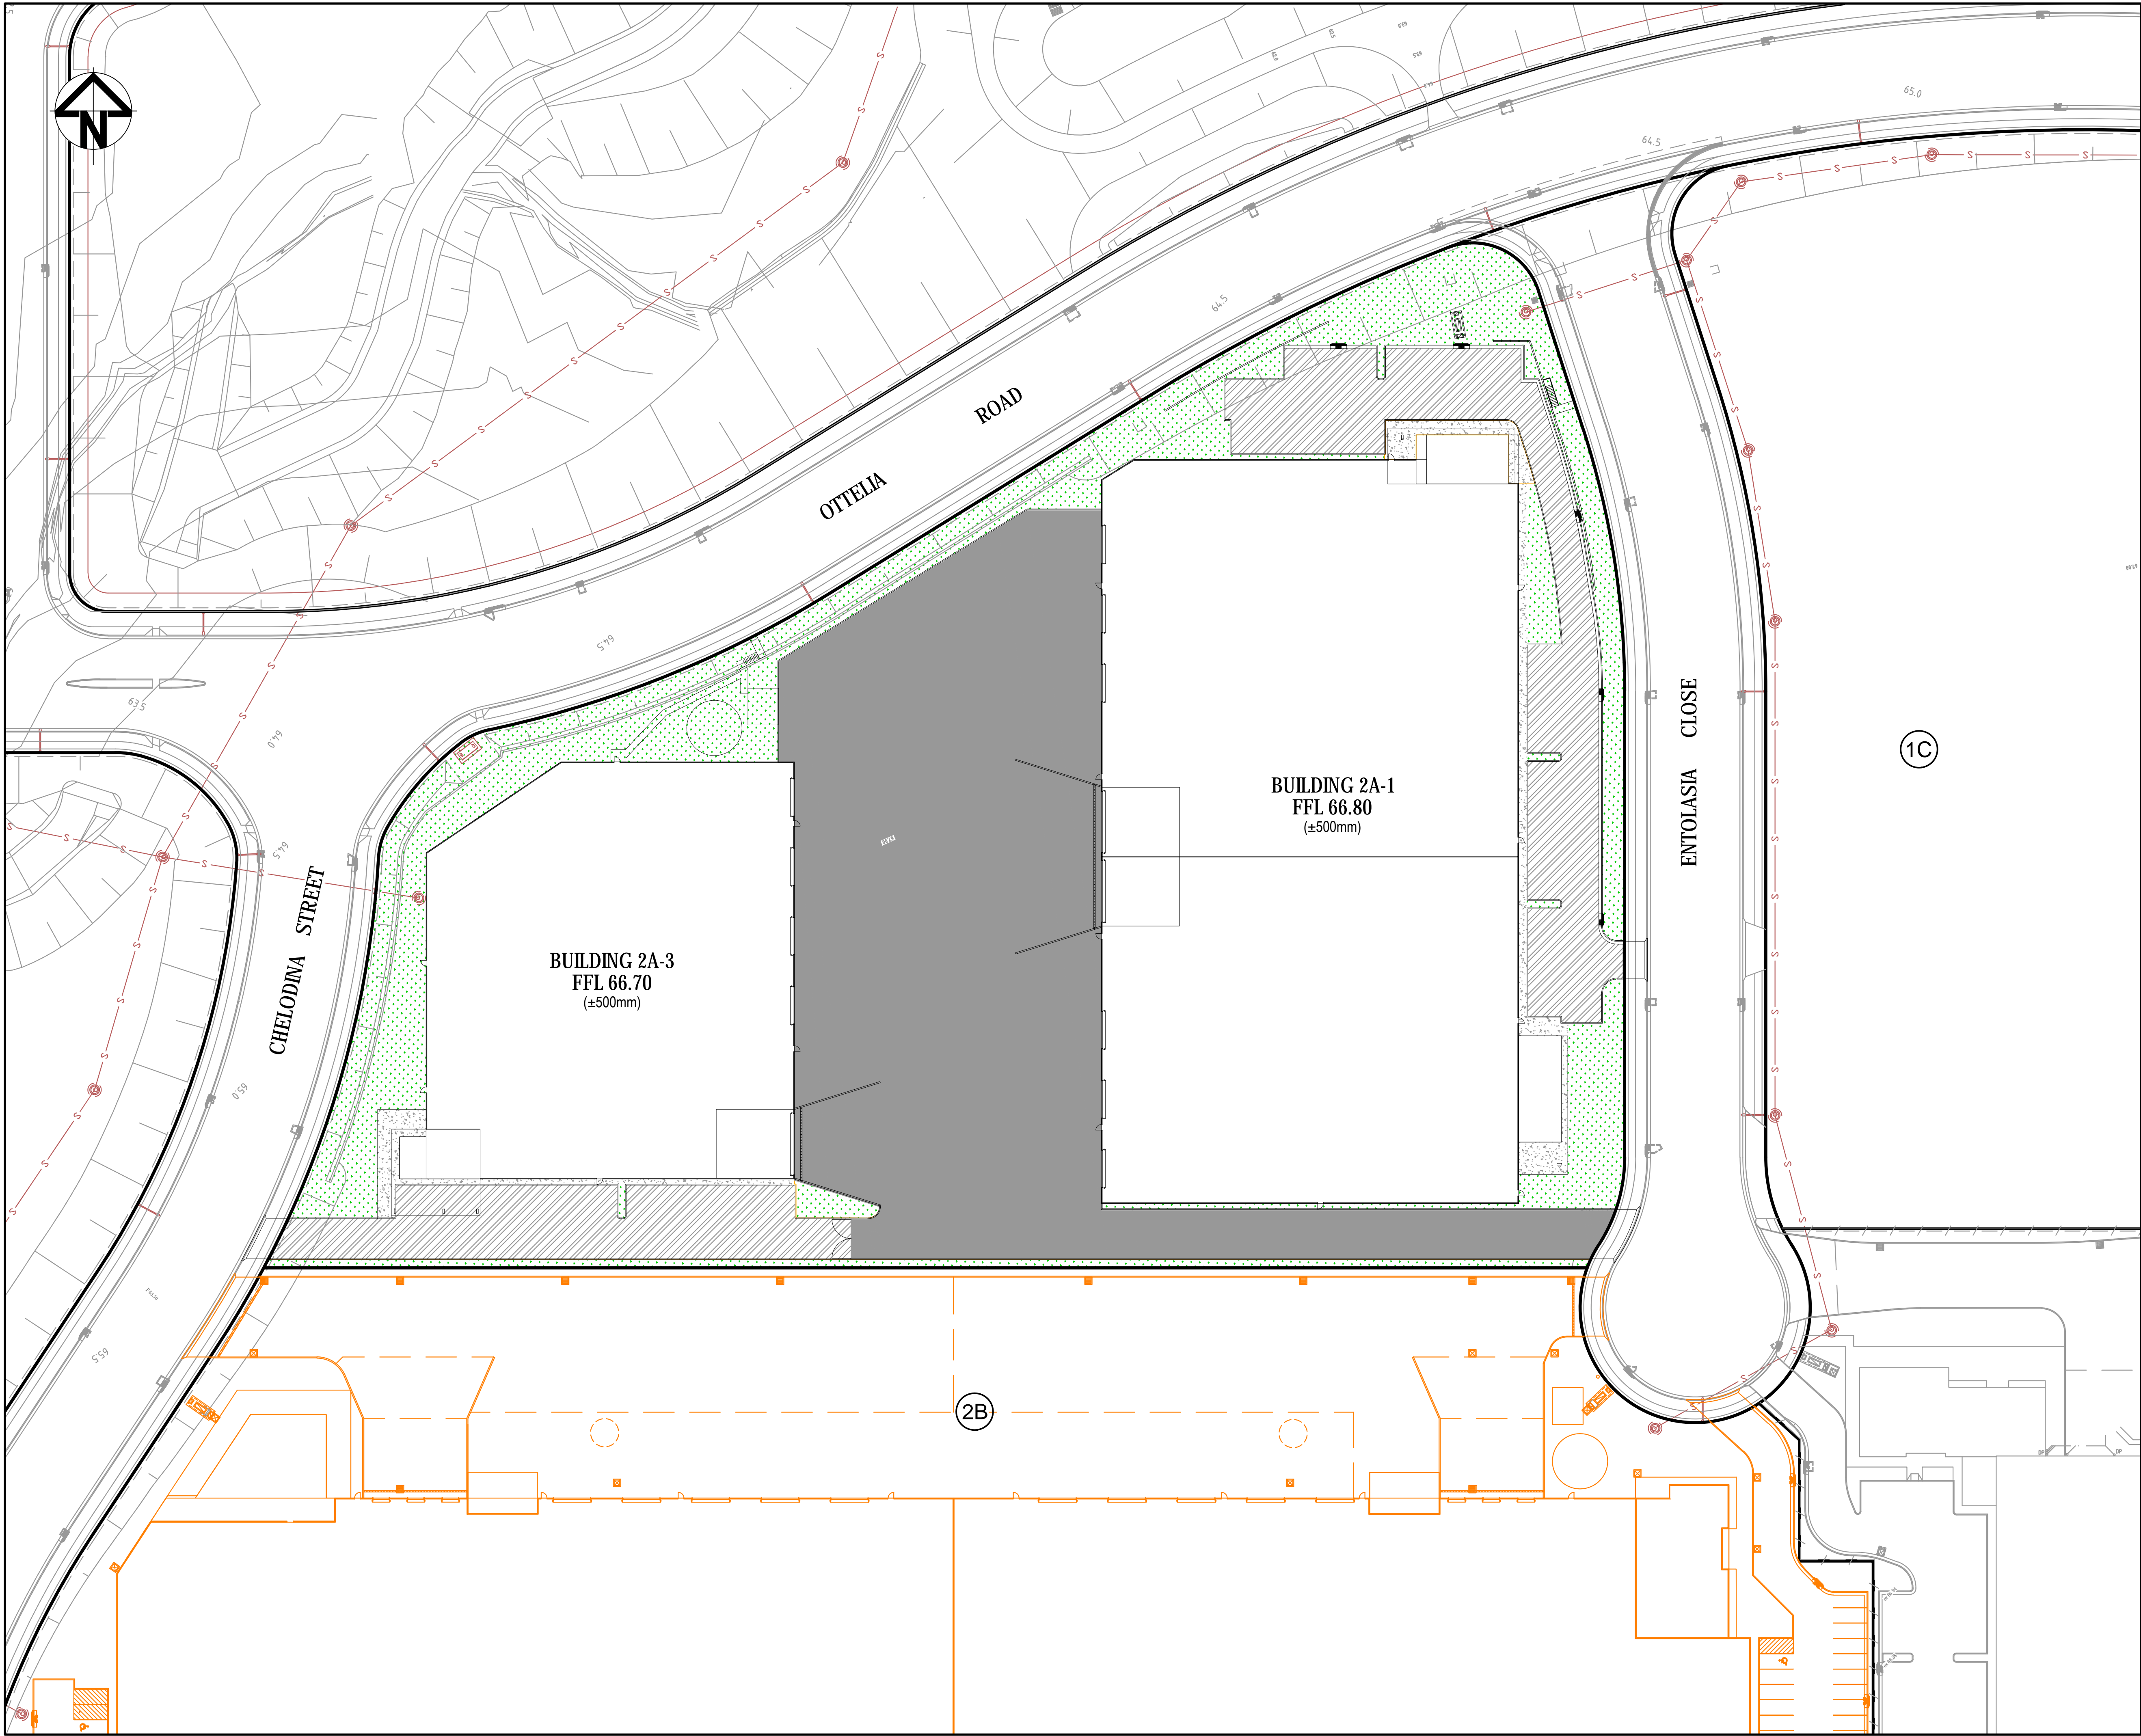 N
65.0
64.5
64.5
OTTELIA ROAD
64.5
63.5
64.0
64.5
65.0
65.5
CHELODINA STREET
ENTOLASIA CLOSE
BUILDING 2A-1
FFL 66.80
(±500mm)
BUILDING 2A-3
FFL 66.70
(±500mm)
1C
2B
S
DP
DP